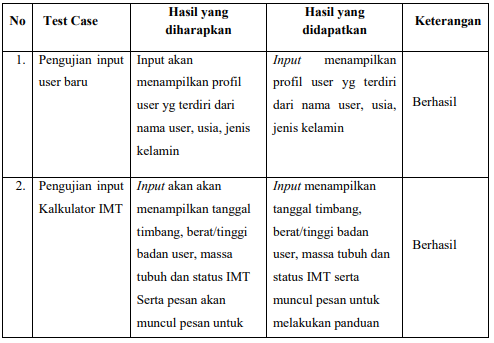 No
Test Case
Hasil yang
diharapkan
Hasil yang
didapatkan
Keterangan
1.
Pengujian input
user baru
Input akan
menampilkan profil
user yg terdiri dari
nama user, usia, jenis
kelamin
Input menampilkan
profil user yg terdiri
dari nama user, usia,
jenis kelamin
Berhasil
2.
Pengujian input
Kalkulator IMT
Input akan akan
menampilkan tanggal
timbang, berat/tinggi
badan user, massa
tubuh dan status IMT
Serta pesan akan
muncul pesan untuk
Input menampilkan
tanggal timbang,
berat/tinggi badan
user, massa tubuh dan
status IMT serta
muncul pesan untuk
melakukan panduan
Berhasil